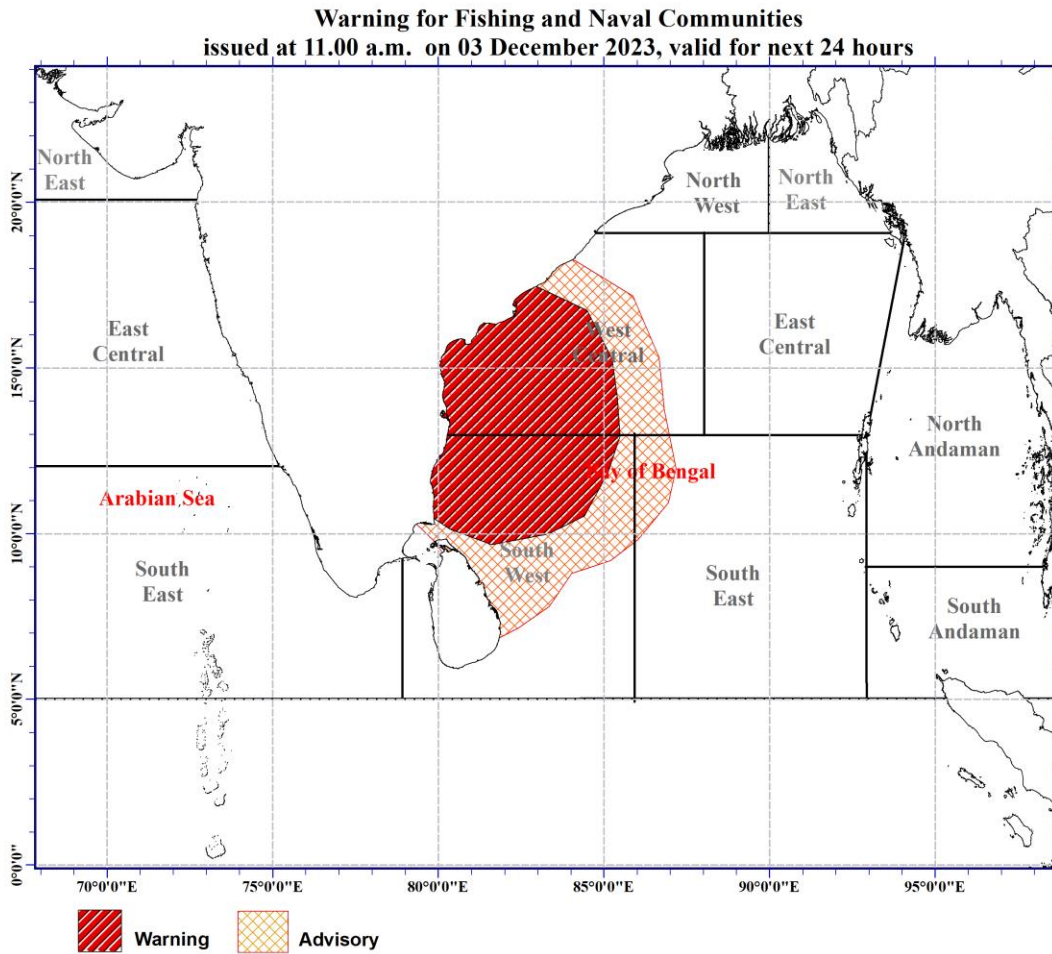 Warning for Fishing and Naval Communities
issued at 11.00 a.m. on 03 December 2023, valid for next 24 hours
North
East
North
West
North
East
20°0'0"N
East
Central
West
Central
East
Central
15°0'0"N
North
Andaman
Arabian Sea
Bay of Bengal
10°0'0"N
South
East
South
West
South
East
South
Andaman
5°0'0"N
0°0'0"
70°0'0"E
75°0'0"E
80°0'0"E
85°0'0"E
90°0'0"E
95°0'0"E
Warning
Advisory